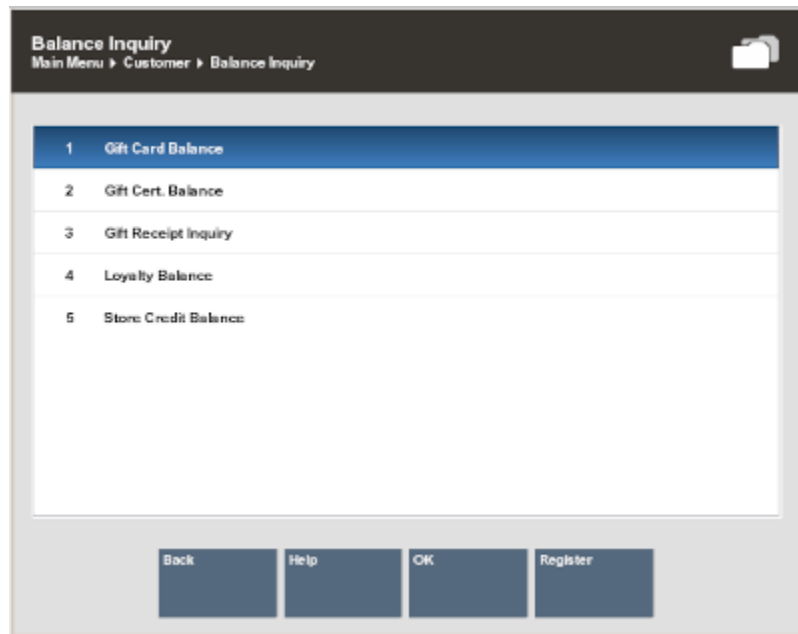 Balance Inquiry
Main Menu ▸ Customer ▸ Balance Inquiry
1 Gift Card Balance
2 Gift Cert. Balance
3 Gift Receipt Inquiry
4 Loyalty Balance
5 Store Credit Balance
Back Help OK Register